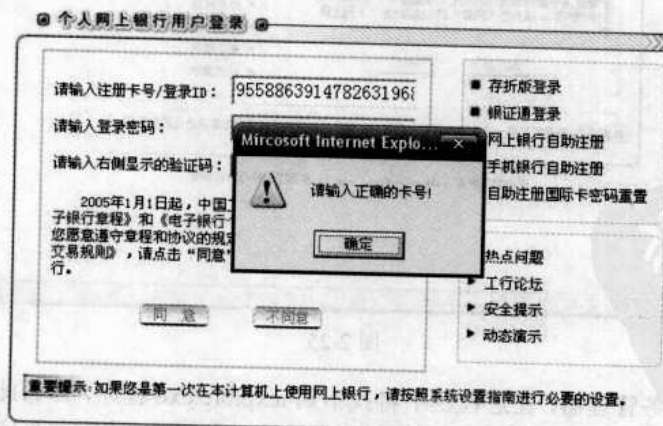 个人网上银行用户登录
请输入注册卡号/登录ID：
955886391478263196
请输入登录密码：
请输入右侧显示的验证码：
2005年1月1日起，中国
子银行章程》和《电子银行
您愿意遵守章程和协议的规
交易规则》，请点击“同意”
行。
同 意
不同意
Mircosoft Internet Explo...
请输入正确的卡号!
确定
存折版登录
银证通登录
网上银行自助注册
手机银行自助注册
自助注册国际卡密码重置
热点问题
工行论坛
安全提示
动态演示
重要提示:如果您是第一次在本计算机上使用网上银行，请按照系统设置指南进行必要的设置。